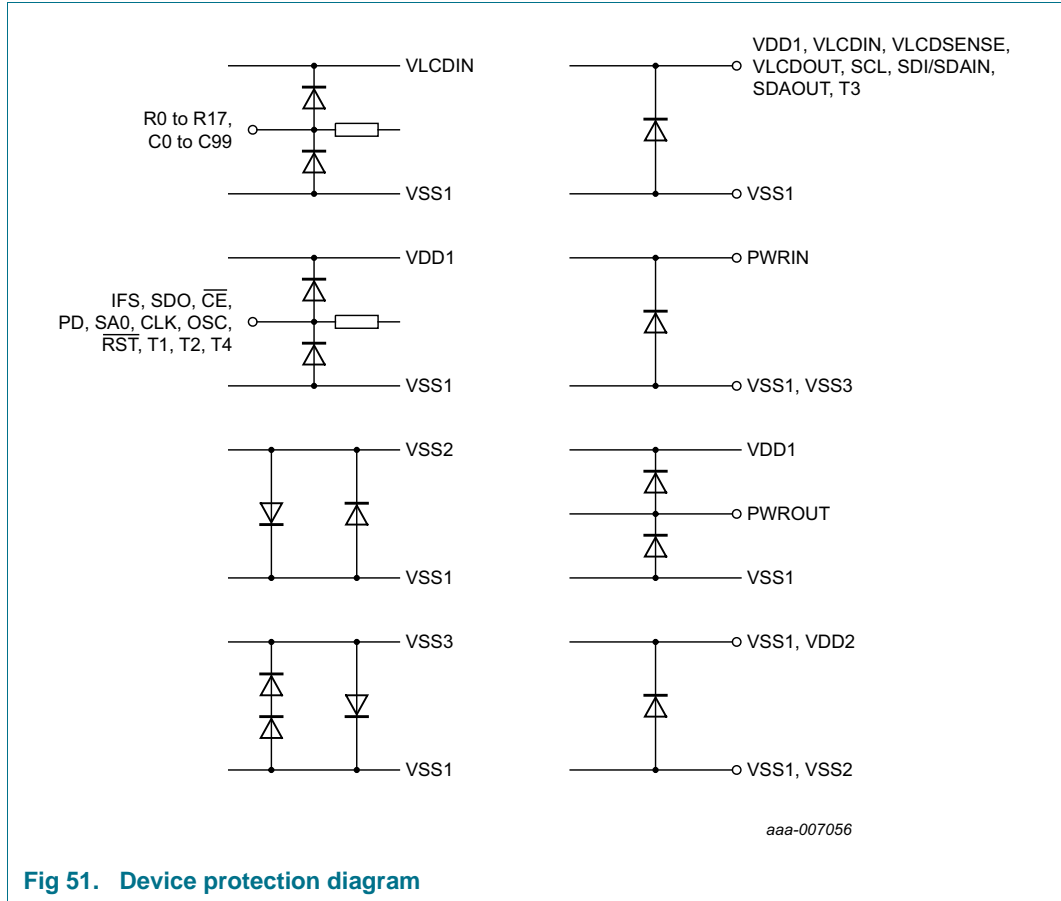 VLCDIN
R0 to R17,
C0 to C99
VSS1
VDD1, VLCDIN, VLCDSENSE,
VLCDOUT, SCL, SDI/SDAIN,
SDAOUT, T3
VSS1
VDD1
IFS, SDO, C̅E̅,
PD, SA0, CLK, OSC,
R̅S̅T̅, T1, T2, T4
VSS1
PWRIN
VSS1, VSS3
VSS2
VSS1
VDD1
PWROUT
VSS1
VSS3
VSS1
VSS1, VDD2
VSS1, VSS2
aaa-007056
Fig 51. Device protection diagram